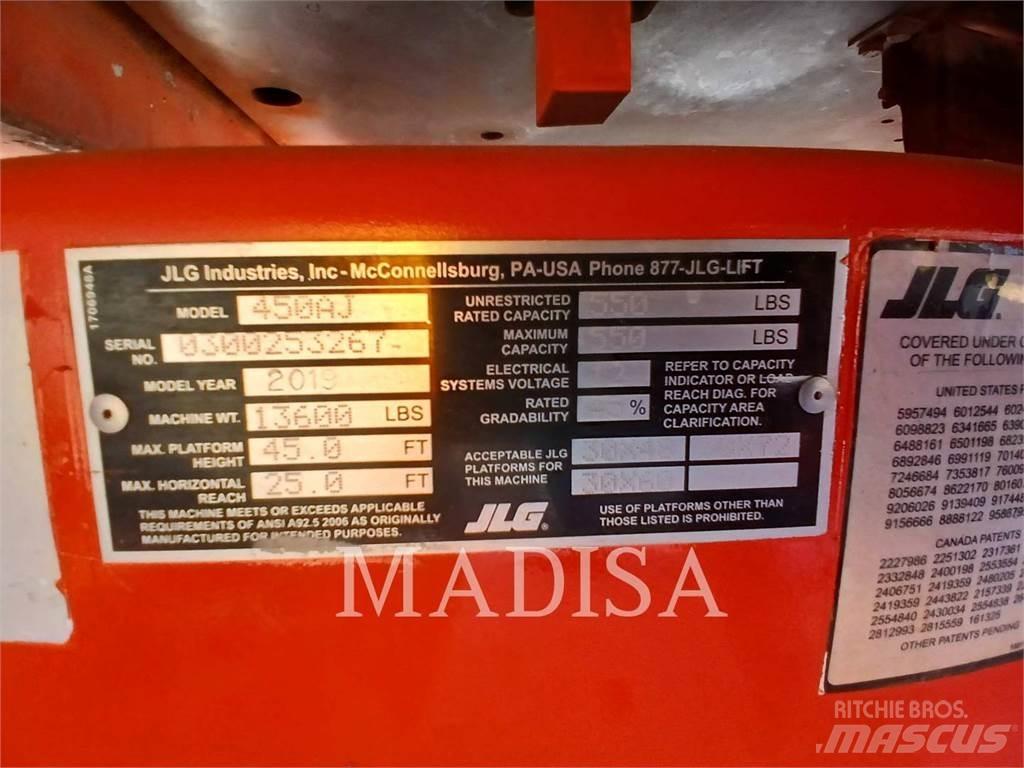 JLG Industries, Inc - McConnellsburg, PA-USA Phone 877-JLG-LIFT
1706948A
MODEL 450AJ
SERIAL NO. 0300253267
MODEL YEAR 2019
MACHINE WT. 13600 LBS
MAX. PLATFORM HEIGHT 45.0 FT
MAX. HORIZONTAL REACH 25.0 FT
THIS MACHINE MEETS OR EXCEEDS APPLICABLE
REQUIREMENTS OF ANSI A92.5 2006 AS ORIGINALLY
MANUFACTURED FOR INTENDED PURPOSES.
UNRESTRICTED RATED CAPACITY 550 LBS
MAXIMUM CAPACITY 550 LBS
ELECTRICAL SYSTEMS VOLTAGE
RATED GRADABILITY %
REFER TO CAPACITY
INDICATOR OR LOAD
REACH DIAG. FOR
CAPACITY AREA
CLARIFICATION.
ACCEPTABLE JLG
PLATFORMS FOR
THIS MACHINE
JLG
USE OF PLATFORMS OTHER THAN
THOSE LISTED IS PROHIBITED.
JLG
COVERED UNDER
OF THE FOLLOWIN
UNITED STATES
5957494 6012544
6098823 6341665
6488161 6501198
6892846 6991119
7246684 7353817
8056674 8622170
9206026 9139409
9156666 8888122
CANADA PATENTS
2227986 2251302 2317361
2332848 2400198 2553554
2406751 2419359 2480205
2419359 2443822 2157339
2554840 2430034 2554838
2812993 2815559 161325
OTHER PATENTS PENDING
MADISA
RITCHIE BROS.
MASCUS